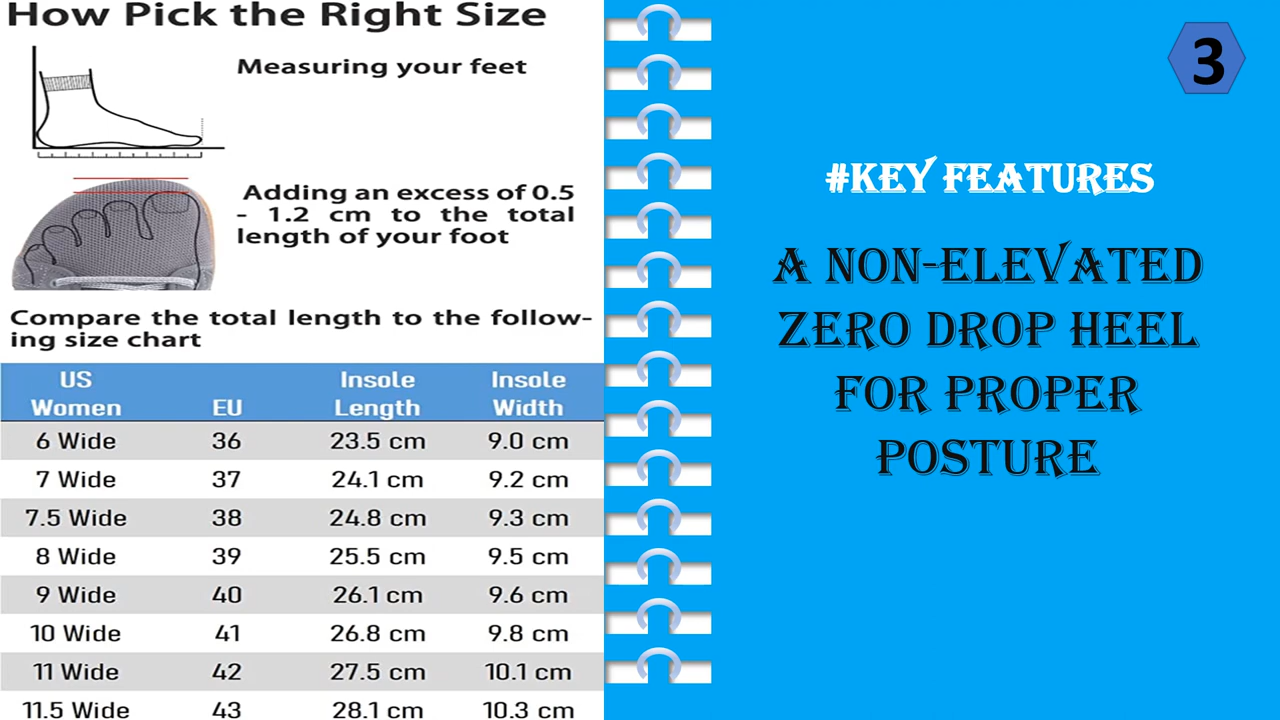 How Pick the Right Size
Measuring your feet
Adding an excess of 0.5
- 1.2 cm to the total
length of your foot
Compare the total length to the follow-
ing size chart
US Women EU Insole Length Insole Width
6 Wide 36 23.5 cm 9.0 cm
7 Wide 37 24.1 cm 9.2 cm
7.5 Wide 38 24.8 cm 9.3 cm
8 Wide 39 25.5 cm 9.5 cm
9 Wide 40 26.1 cm 9.6 cm
10 Wide 41 26.8 cm 9.8 cm
11 Wide 42 27.5 cm 10.1 cm
11.5 Wide 43 28.1 cm 10.3 cm
3
#KEY FEATURES
A NON-ELEVATED
ZERO DROP HEEL
FOR PROPER
POSTURE